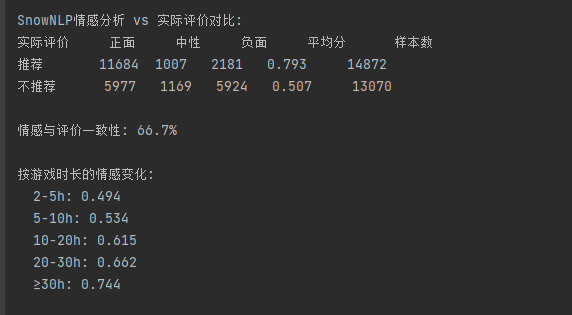 SnowNLP情感分析 vs 实际评价对比:
实际评价 正面 中性 负面 平均分 样本数
推荐 11684 1007 2181 0.793 14872
不推荐 5977 1169 5924 0.507 13070
情感与评价一致性: 66.7%
按游戏时长的情感变化:
2-5h: 0.494
5-10h: 0.534
10-20h: 0.615
20-30h: 0.662
≥30h: 0.744